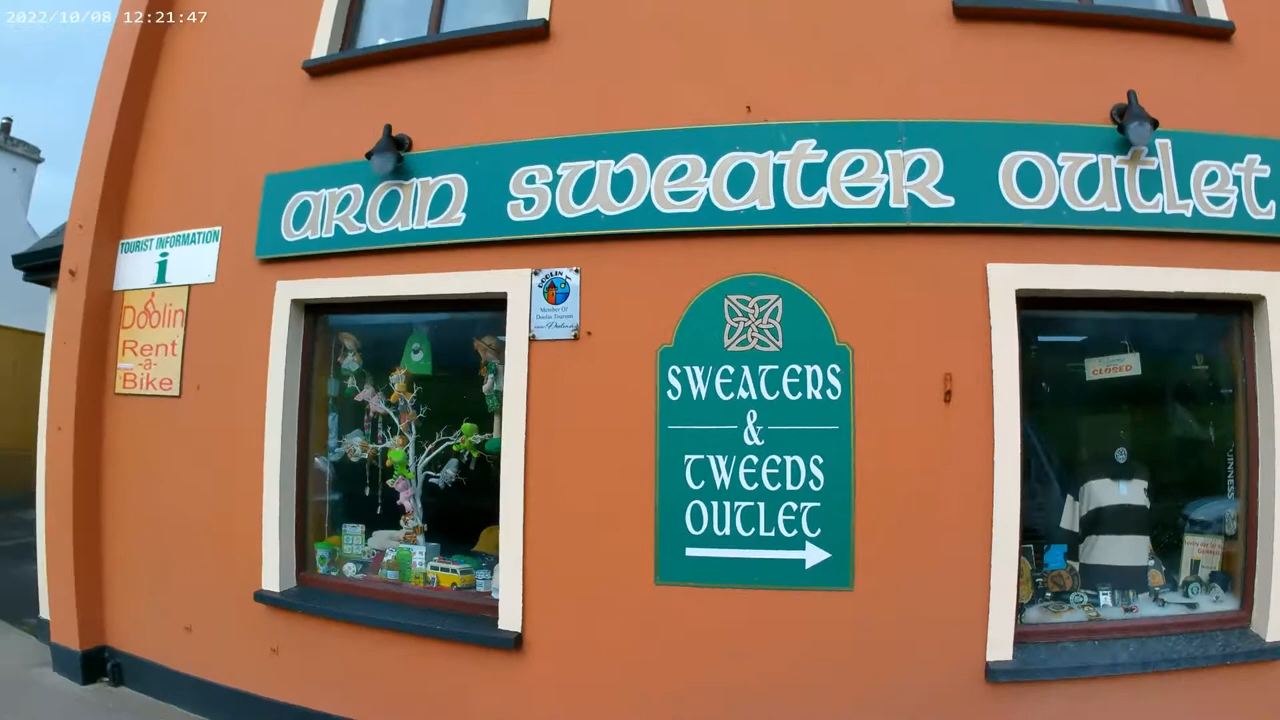 2022/10/08 12:21:47
aran sweater outlet
TOURIST INFORMATION
i
Doolin
Rent
-a-
Bike
DOOLIN
Member Of
Doolin Tourism
SWEATERS
&
TWEEDS
OUTLET
CLOSED